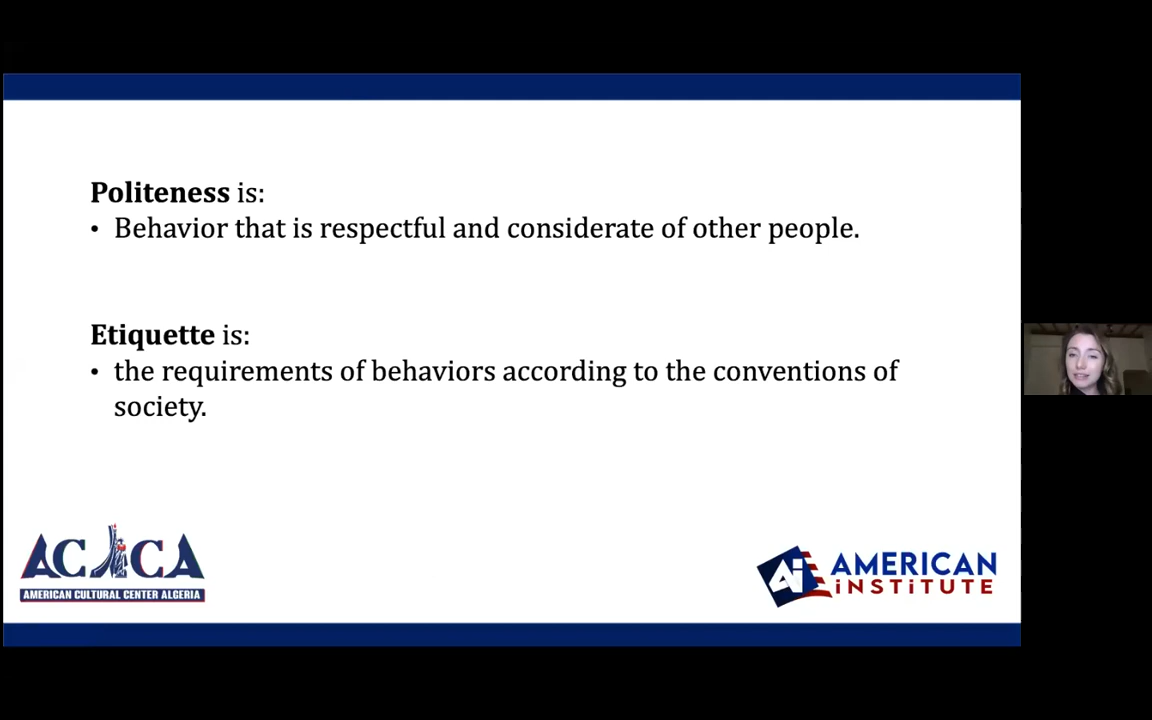 Politeness is:
• Behavior that is respectful and considerate of other people.
Etiquette is:
• the requirements of behaviors according to the conventions of
society.
ACCA
AMERICAN CULTURAL CENTER ALGERIA
Ai AMERICAN
iNSTiTUTE